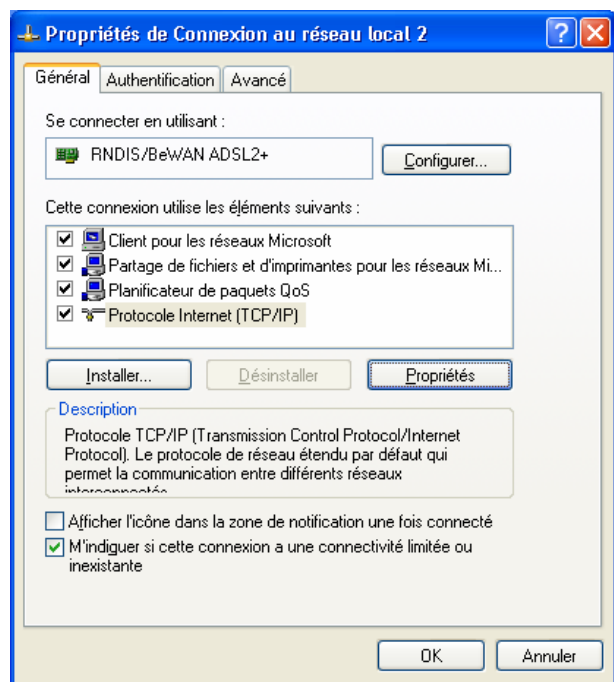 Propriétés de Connexion au réseau local 2
Général Authentification Avancé
Se connecter en utilisant :
RNDIS/BeWAN ADSL2+
Configurer...
Cette connexion utilise les éléments suivants :
Client pour les réseaux Microsoft
Partage de fichiers et d'imprimantes pour les réseaux Mi...
Planificateur de paquets QoS
Protocole Internet (TCP/IP)
Installer... Désinstaller Propriétés
Description
Protocole TCP/IP (Transmission Control Protocol/Internet
Protocol). Le protocole de réseau étendu par défaut qui
permet la communication entre différents réseaux
interconnectés.
Afficher l'icône dans la zone de notification une fois connecté
M'indiquer si cette connexion a une connectivité limitée ou
inexistante
OK Annuler